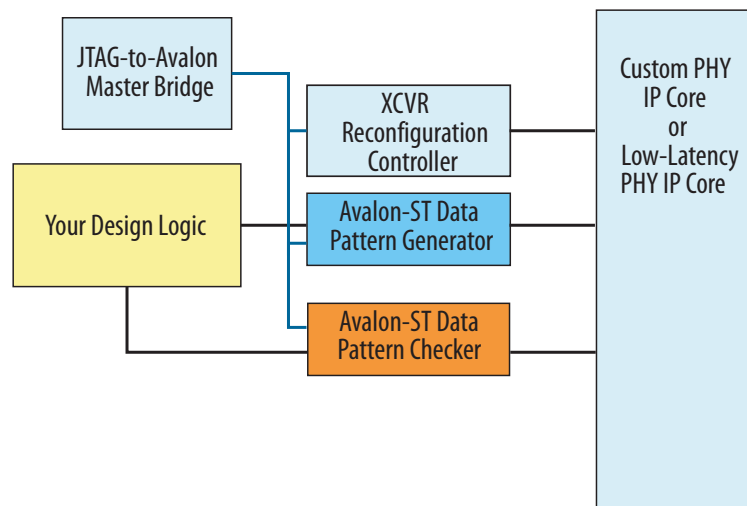 JTAG-to-Avalon
Master Bridge
XCVR
Reconfiguration
Controller
Custom PHY
IP Core
or
Low-Latency
PHY IP Core
Your Design Logic
Avalon-ST Data
Pattern Generator
Avalon-ST Data
Pattern Checker